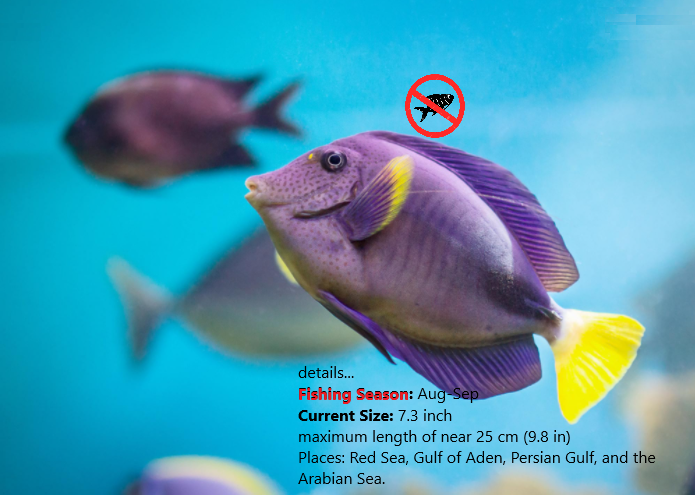 details...
Fishing Season: Aug-Sep
Current Size: 7.3 inch
maximum length of near 25 cm (9.8 in)
Places: Red Sea, Gulf of Aden, Persian Gulf, and the
Arabian Sea.